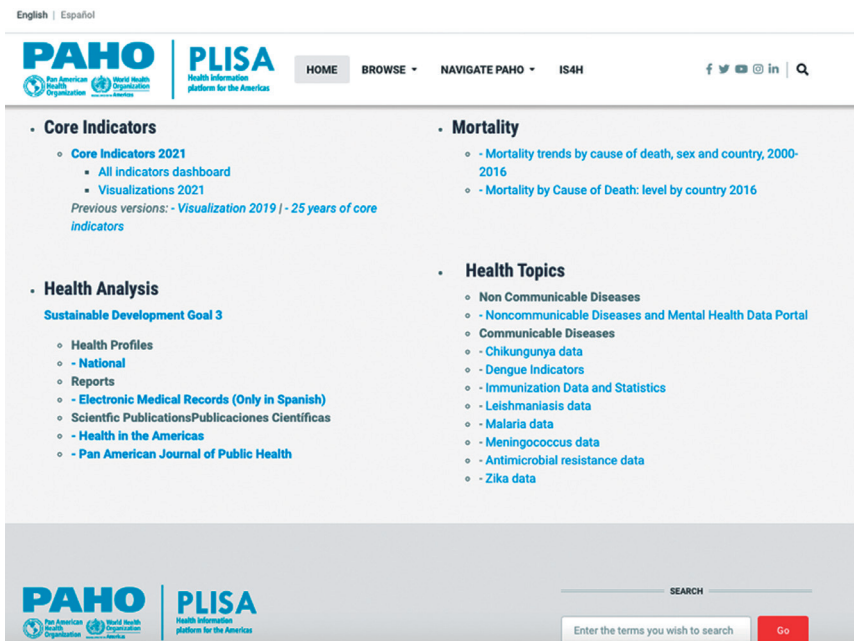 English | Español
PAHO
Pan American
Health
Organization
World Health
Organization
Americas
PLISA
Health information
platform for the Americas
HOME
BROWSE
NAVIGATE PAHO
IS4H
Core Indicators
Core Indicators 2021
All indicators dashboard
Visualizations 2021
Previous versions: - Visualization 2019 | - 25 years of core
indicators
Health Analysis
Sustainable Development Goal 3
Health Profiles
- National
Reports
- Electronic Medical Records (Only in Spanish)
Scientfic PublicationsPublicaciones Científicas
- Health in the Americas
- Pan American Journal of Public Health
Mortality
- Mortality trends by cause of death, sex and country, 2000-
2016
- Mortality by Cause of Death: level by country 2016
Health Topics
Non Communicable Diseases
- Noncommunicable Diseases and Mental Health Data Portal
Communicable Diseases
- Chikungunya data
- Dengue Indicators
- Immunization Data and Statistics
- Leishmaniasis data
- Malaria data
- Meningococcus data
- Antimicrobial resistance data
- Zika data
PAHO
Pan American
Health
Organization
World Health
Organization
Americas
PLISA
Health information
platform for the Americas
SEARCH
Enter the terms you wish to search
Go